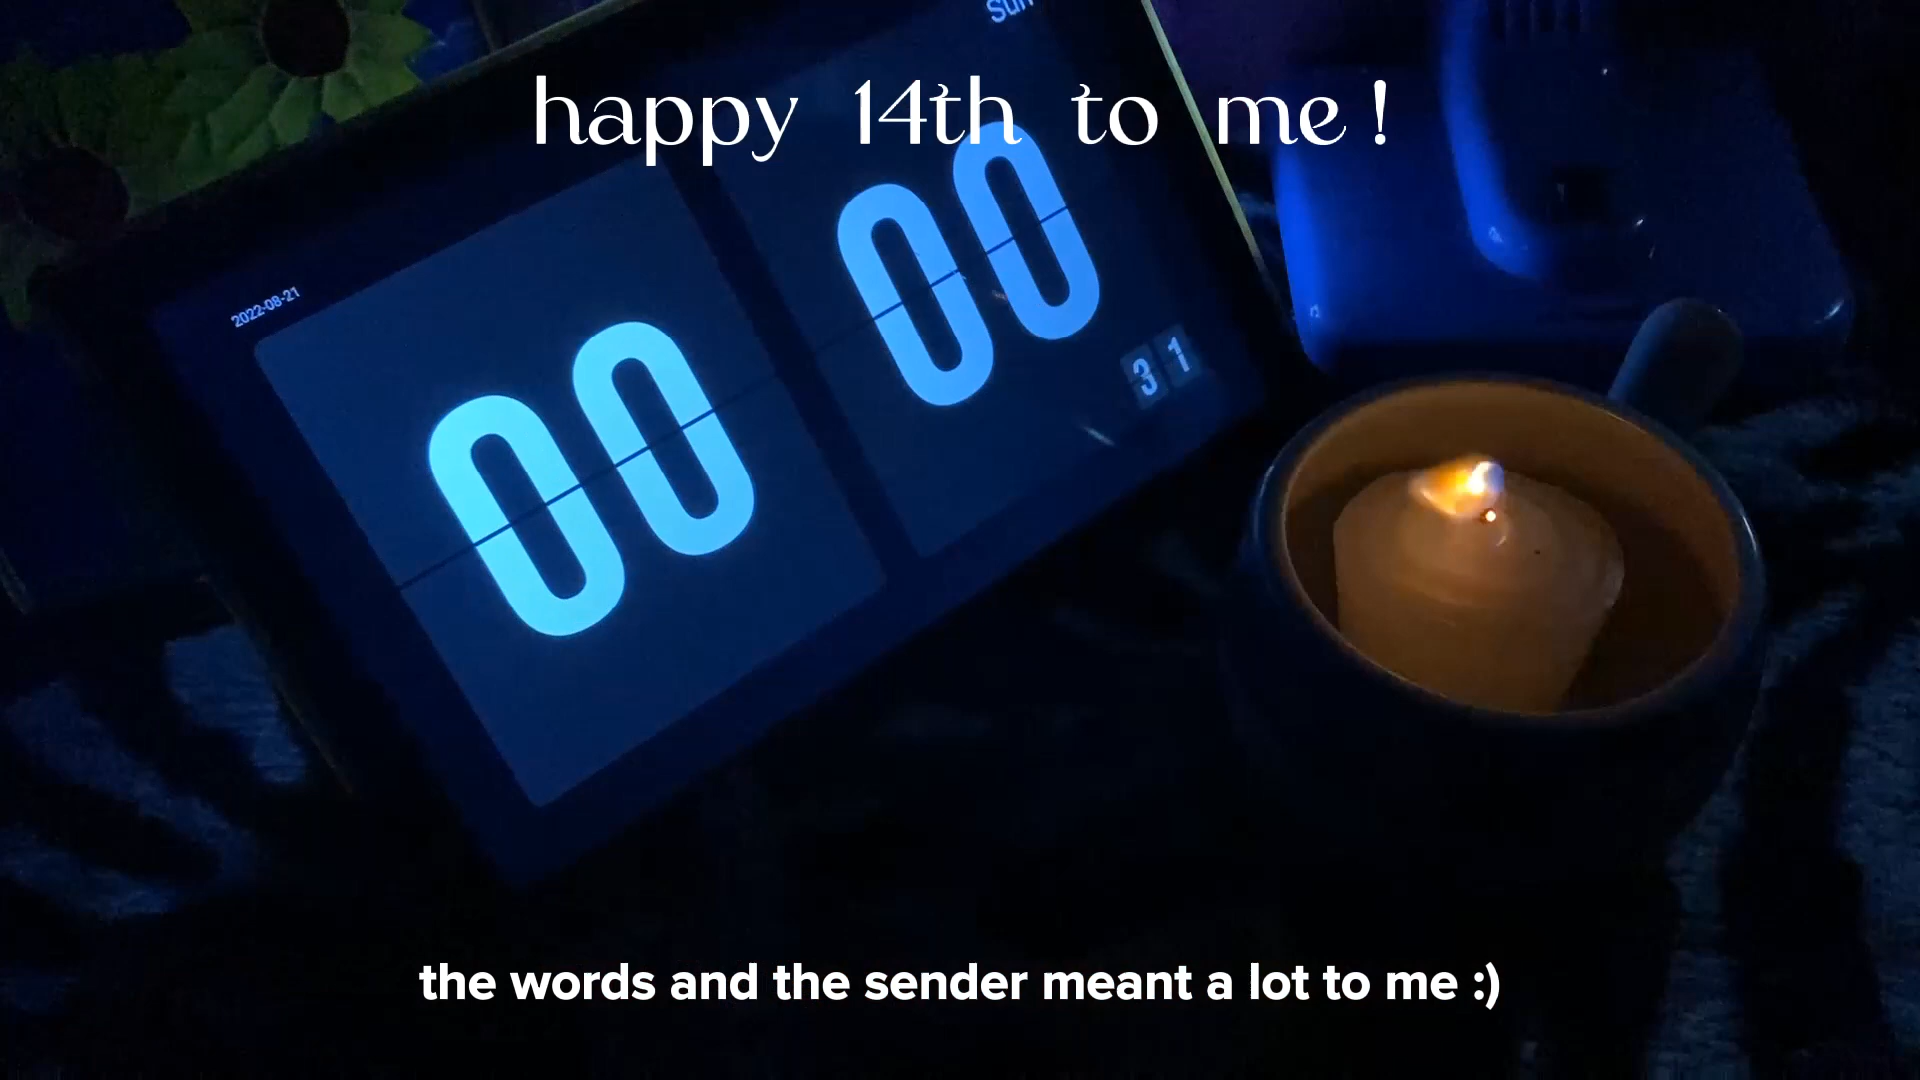 Sun
happy 14th to me !
2022-08-21
00 00
31
the words and the sender meant a lot to me :)